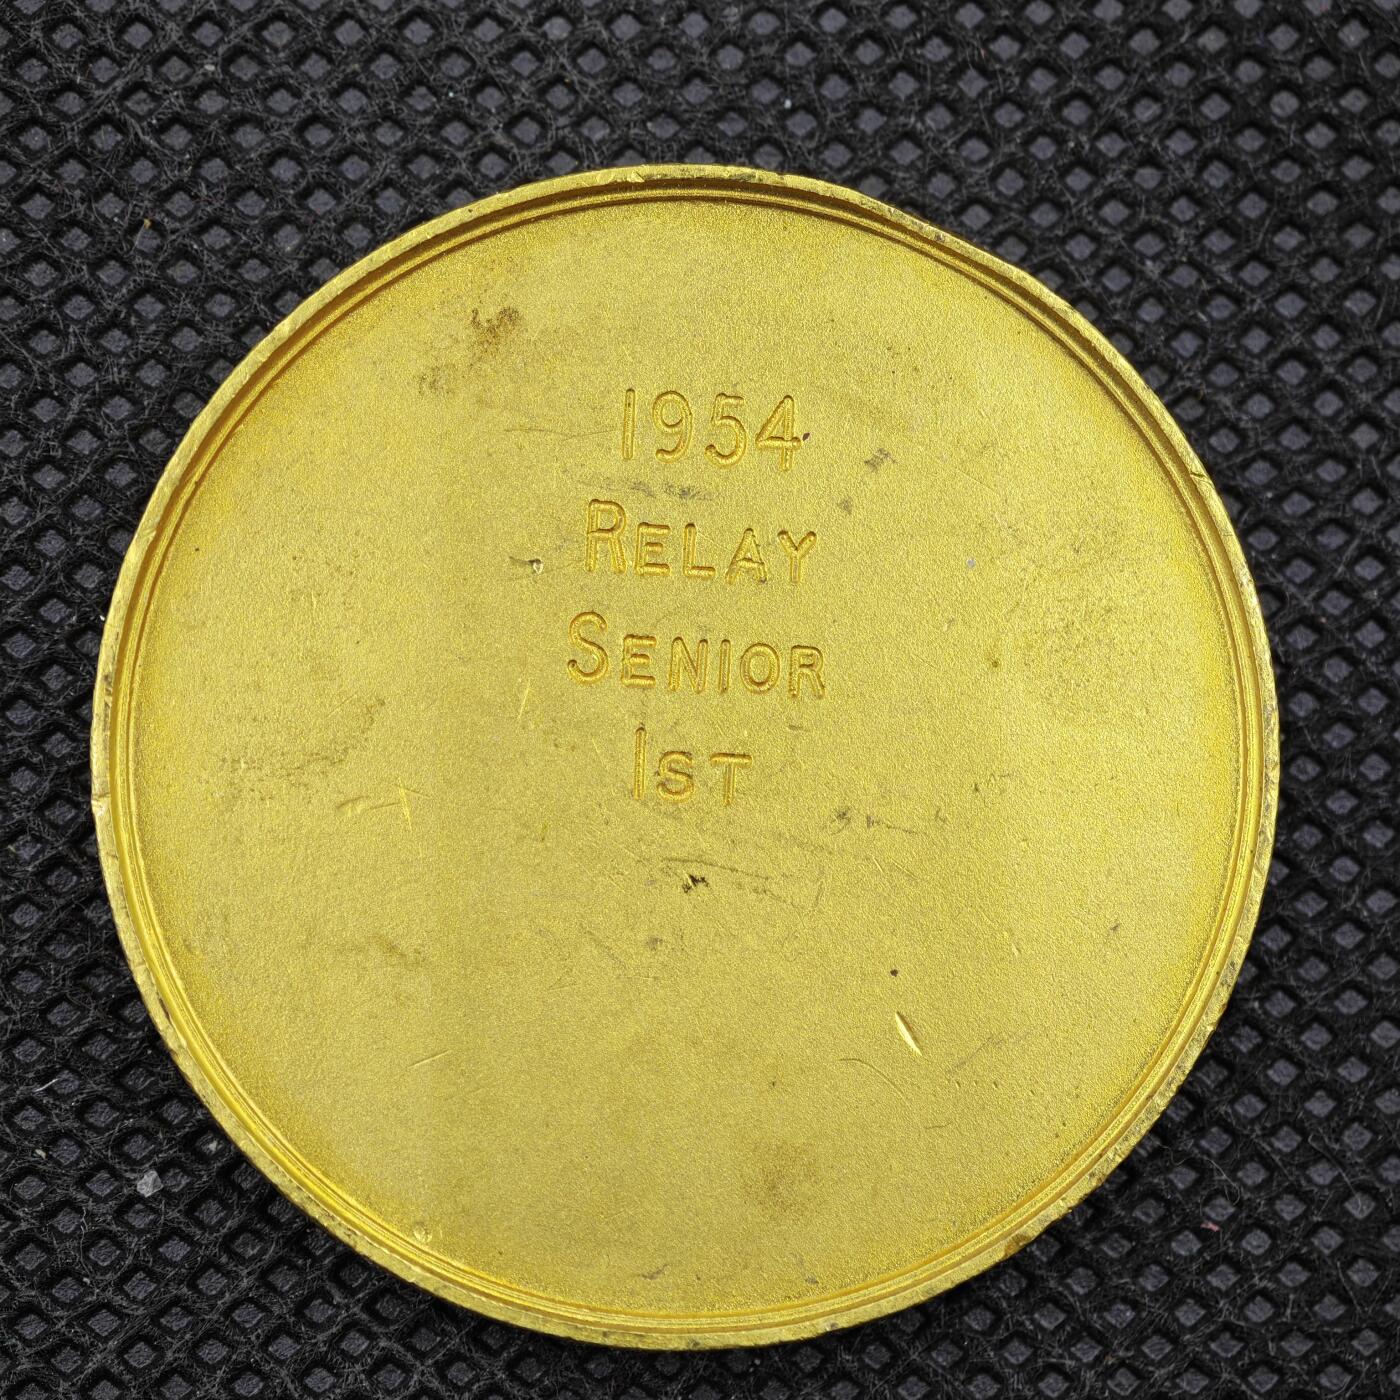 1954
RELAY
SENIOR
1ST